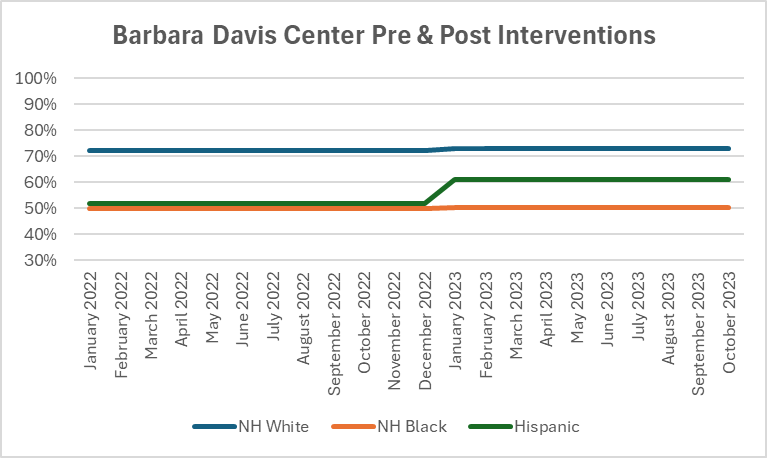 Barbara Davis Center Pre & Post Interventions
100%
90%
80%
70%
60%
50%
40%
30%
January 2022
February 2022
March 2022
April 2022
May 2022
June 2022
July 2022
August 2022
September 2022
October 2022
November 2022
December 2022
January 2023
February 2023
March 2023
April 2023
May 2023
June 2023
July 2023
August 2023
September 2023
October 2023
NH White NH Black Hispanic